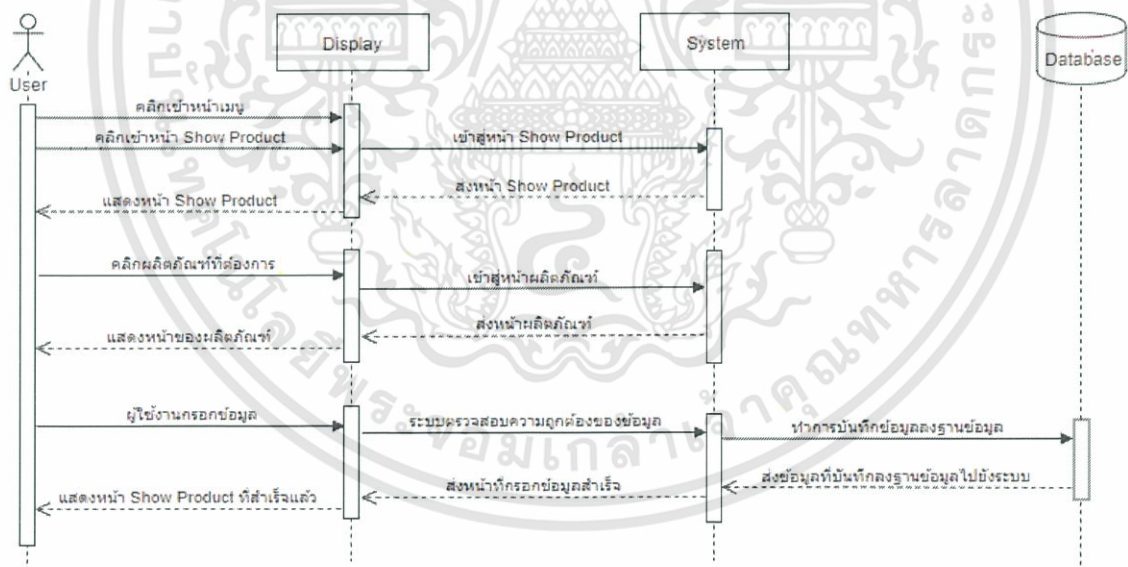 User
Display
System
Database
คลิกเข้าหน้าเมนู
คลิกเข้าหน้า Show Product
เข้าสู่หน้า Show Product
ส่งหน้า Show Product
แสดงหน้า Show Product
คลิกผลิตภัณฑ์ที่ต้องการ
เข้าสู่หน้าผลิตภัณฑ์
ส่งหน้าผลิตภัณฑ์
แสดงหน้าของผลิตภัณฑ์
ผู้ใช้งานกรอกข้อมูล
ระบบตรวจสอบความถูกต้องของข้อมูล
ทำการบันทึกข้อมูลลงฐานข้อมูล
ส่งข้อมูลที่บันทึกลงฐานข้อมูลไปยังระบบ
ส่งหน้าที่กรอกข้อมูลสำเร็จ
แสดงหน้า Show Product ที่สำเร็จแล้ว